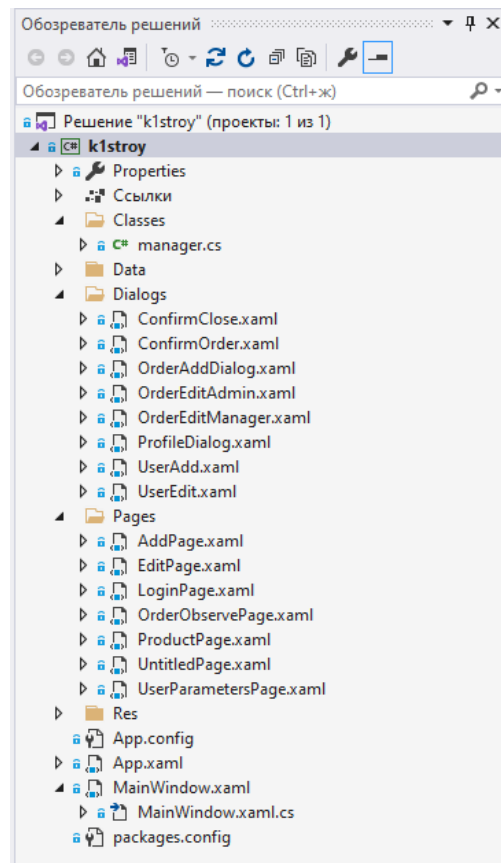 Обозреватель решений
Обозреватель решений — поиск (Ctrl+ж)
Решение "k1stroy" (проекты: 1 из 1)
C# k1stroy
Properties
Ссылки
Classes
C# manager.cs
Data
Dialogs
ConfirmClose.xaml
ConfirmOrder.xaml
OrderAddDialog.xaml
OrderEditAdmin.xaml
OrderEditManager.xaml
ProfileDialog.xaml
UserAdd.xaml
UserEdit.xaml
Pages
AddPage.xaml
EditPage.xaml
LoginPage.xaml
OrderObservePage.xaml
ProductPage.xaml
UntitledPage.xaml
UserParametersPage.xaml
Res
App.config
App.xaml
MainWindow.xaml
MainWindow.xaml.cs
packages.config